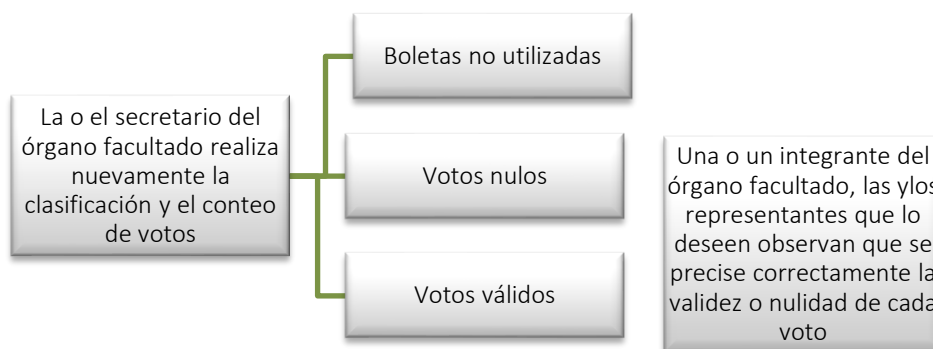 La o el secretario del
órgano facultado realiza
nuevamente la
clasificación y el conteo
de votos
Boletas no utilizadas
Votos nulos
Votos válidos
Una o un integrante del
órgano facultado, las ylos
representantes que lo
deseen observan que se
precise correctamente la
validez o nulidad de cada
voto